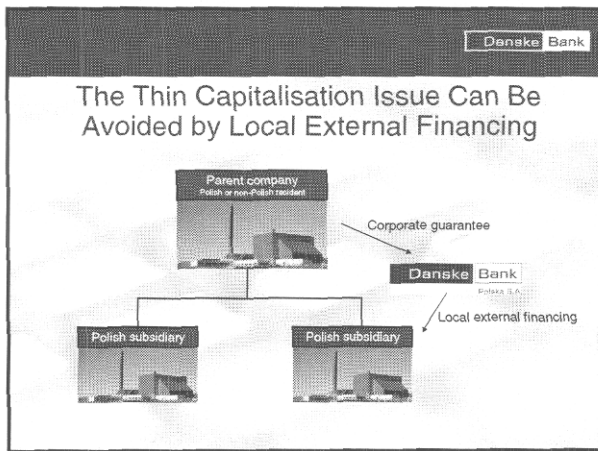 Danske Bank
The Thin Capitalisation Issue Can Be
Avoided by Local External Financing
Parent company
Polish or non-Polish resident
Corporate guarantee
Danske Bank
Polska S.A.
Local external financing
Polish subsidiary
Polish subsidiary